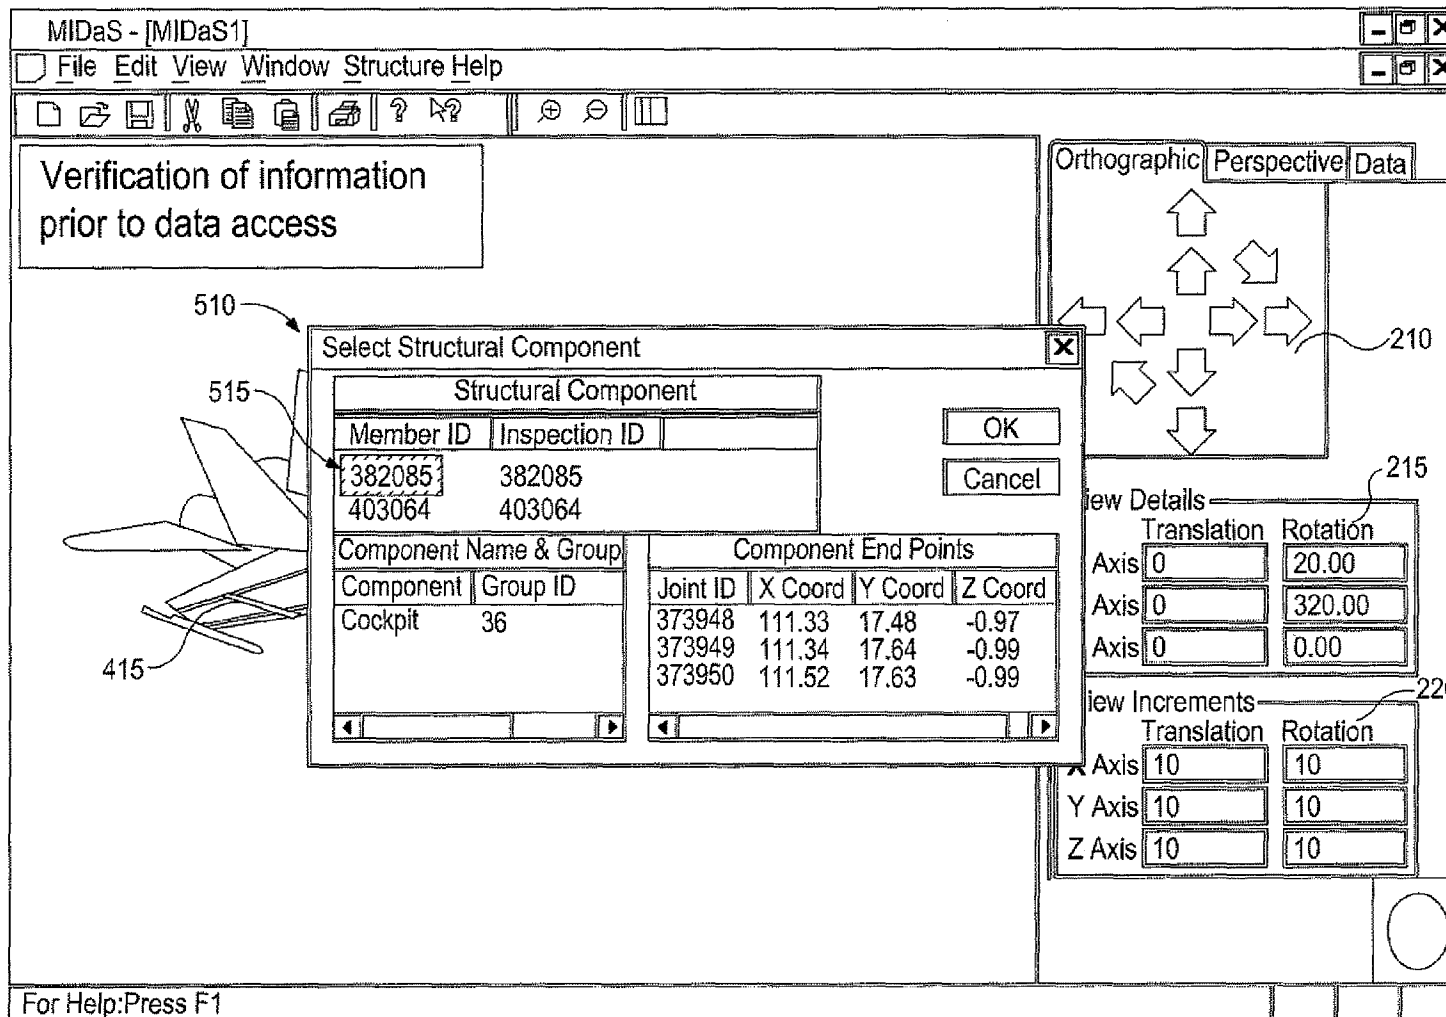 MIDaS - [MIDaS1]
File Edit View Window Structure Help
Verification of information
prior to data access
Orthographic Perspective Data
510
210
Select Structural Component
515
Structural Component
Member ID Inspection ID
OK
382085 382085
Cancel
403064 403064
215
iew Details
Translation Rotation
Component Name & Group
Component End Points
Axis 0 20.00
Component Group ID
Joint ID X Coord Y Coord Z Coord
Axis 0 320.00
Cockpit 36
373948 111.33 17.48 -0.97
373949 111.34 17.64 -0.99
Axis 0 0.00
373950 111.52 17.63 -0.99
415
iew Increments
Translation Rotation
X Axis 10 10
Y Axis 10 10
Z Axis 10 10
For Help:Press F1